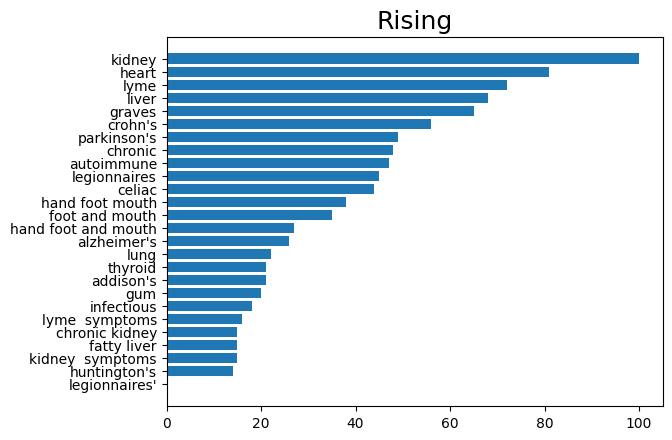 Rising
kidney
heart
lyme
liver
graves
crohn's
parkinson's
chronic
autoimmune
legionnaires
celiac
hand foot mouth
foot and mouth
hand foot and mouth
alzheimer's
lung
thyroid
addison's
gum
infectious
lyme  symptoms
chronic kidney
fatty liver
kidney  symptoms
huntington's
legionnaires'
0 20 40 60 80 100